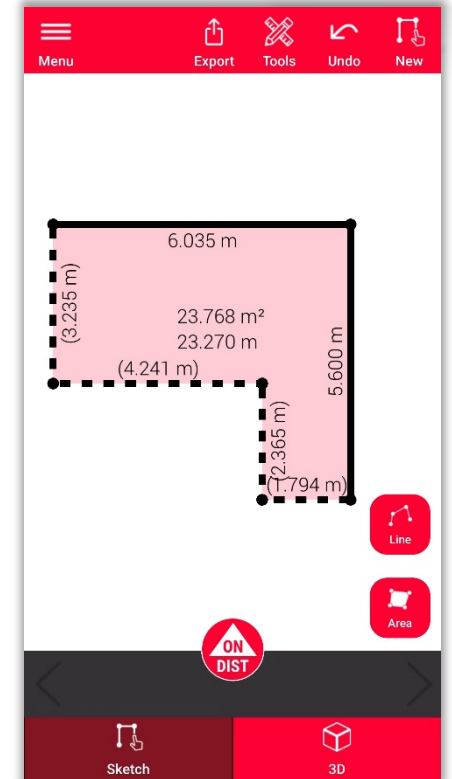 Menu
Export
Tools
Undo
New
6.035 m
(3.235 m)
23.768 m²
23.270 m
(4.241 m)
5.600 m
(2.365 m)
(1.794 m)
Line
Area
ON
DIST
Sketch
3D